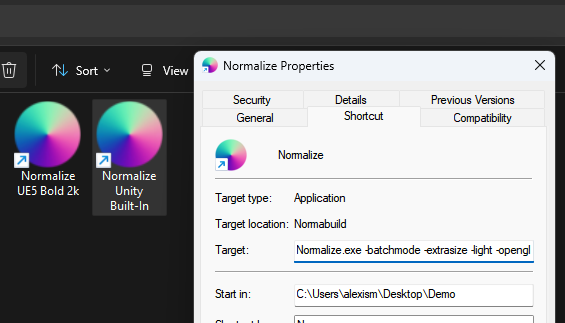 Sort
View
Normalize Properties
Security
Details
Previous Versions
General
Shortcut
Compatibility
Normalize
UE5 Bold 2k
Normalize
Unity
Built-In
Normalize
Target type:
Application
Target location:
Normabuild
Target:
Normalize.exe -batchmode -extrasize -light -opengl
Start in:
C:\Users\alexism\Desktop\Demo